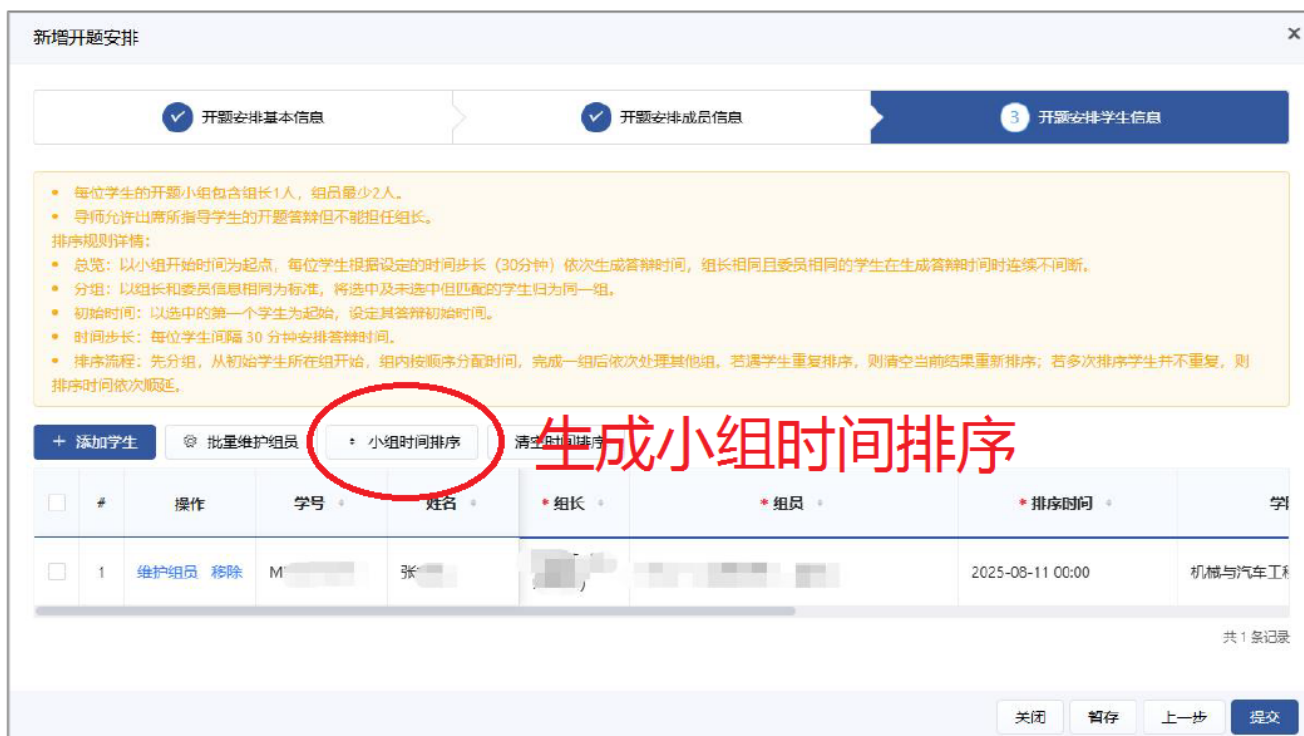 新增开题安排
×
开题安排基本信息
开题安排成员信息
3 开题安排学生信息
• 每位学生的开题小组包含组长1人，组员最少2人。
• 导师允许出席所指导学生的开题答辩但不能担任组长。
排序规则详情：
• 总览：以小组开始时间为起点，每位学生根据设定的时间步长（30分钟）依次生成答辩时间，组长相同且委员相同的学生在生成答辩时间时连续不间断。
• 分组：以组长和委员信息相同为标准，将选中及未选中但匹配的学生归为同一组。
• 初始时间：以选中的第一个学生为起始，设定其答辩初始时间。
• 时间步长：每位学生间隔 30 分钟安排答辩时间。
• 排序流程：先分组，从初始学生所在组开始，组内按顺序分配时间，完成一组后依次处理其他组。若遇学生重复排序，则清空当前结果重新排序；若多次排序学生并不重复，则
排序时间依次顺延。
+ 添加学生 批量维护组员 小组时间排序 清空时间排序
生成小组时间排序
# 操作 学号 姓名 *组长 *组员 *排序时间
1 维护组员 移除 M 张 2025-08-11 00:00 机械与汽车工
共 1 条记录
关闭 暂存 上一步 提交